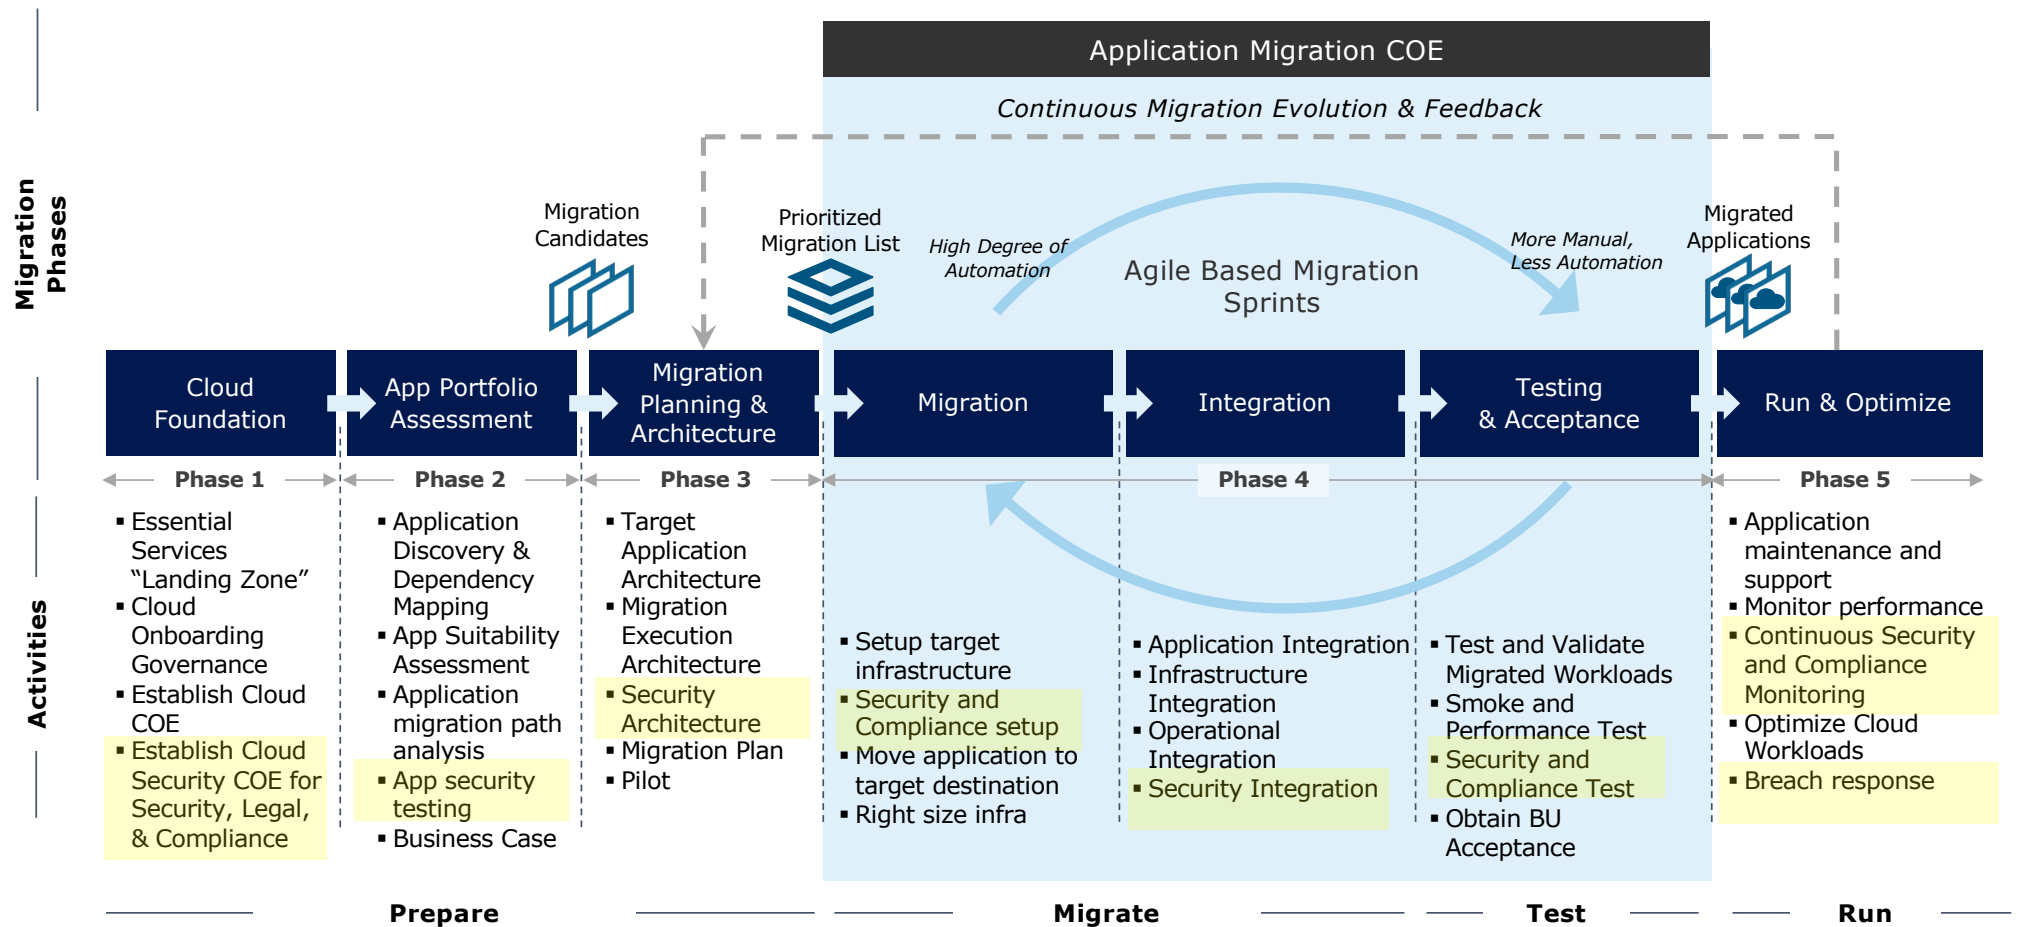 Application Migration COE
Continuous Migration Evolution & Feedback
Migration
Phases
Migration
Candidates
Prioritized
Migration List
High Degree of
Automation
Agile Based Migration
Sprints
More Manual,
Less Automation
Migrated
Applications
Cloud
Foundation
App Portfolio
Assessment
Migration
Planning &
Architecture
Migration
Integration
Testing
& Acceptance
Run & Optimize
Phase 1
Phase 2
Phase 3
Phase 4
Phase 5
Activities
▪ Essential
Services
“Landing Zone”
▪ Cloud
Onboarding
Governance
▪ Establish Cloud
COE
▪ Establish Cloud
Security COE for
Security, Legal,
& Compliance
▪ Application
Discovery &
Dependency
Mapping
▪ App Suitability
Assessment
▪ Application
migration path
analysis
▪ App security
testing
▪ Business Case
▪ Target
Application
Architecture
▪ Migration
Execution
Architecture
▪ Security
Architecture
▪ Migration Plan
▪ Pilot
▪ Setup target
infrastructure
▪ Security and
Compliance setup
▪ Move application to
target destination
▪ Right size infra
▪ Application Integration
▪ Infrastructure
Integration
▪ Operational
Integration
▪ Security Integration
▪ Test and Validate
Migrated Workloads
▪ Smoke and
Performance Test
▪ Security and
Compliance Test
▪ Obtain BU
Acceptance
▪ Application
maintenance and
support
▪ Monitor performance
▪ Continuous Security
and Compliance
Monitoring
▪ Optimize Cloud
Workloads
▪ Breach response
Prepare
Migrate
Test
Run